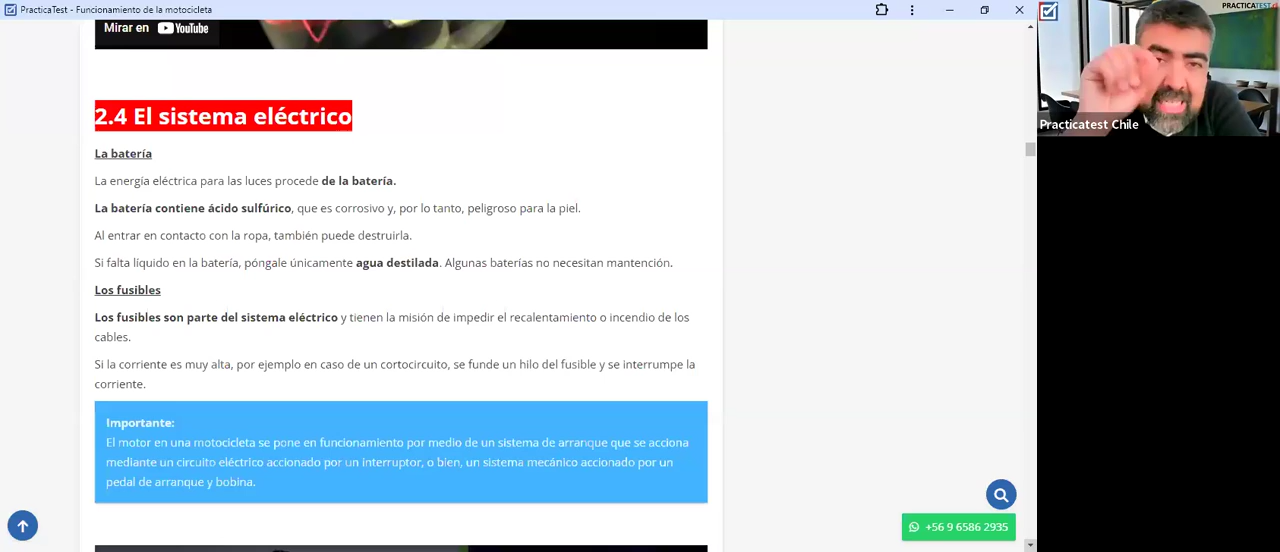 PracticaTest - Funcionamiento de la motocicleta
Mirar en YouTube
PRACTICATEST
Practicatest Chile
2.4 El sistema eléctrico
La batería
La energía eléctrica para las luces procede de la batería.
La batería contiene ácido sulfúrico, que es corrosivo y, por lo tanto, peligroso para la piel.
Al entrar en contacto con la ropa, también puede destruirla.
Si falta líquido en la batería, póngale únicamente agua destilada. Algunas baterías no necesitan mantención.
Los fusibles
Los fusibles son parte del sistema eléctrico y tienen la misión de impedir el recalentamiento o incendio de los
cables.
Si la corriente es muy alta, por ejemplo en caso de un cortocircuito, se funde un hilo del fusible y se interrumpe la
corriente.
Importante:
El motor en una motocicleta se pone en funcionamiento por medio de un sistema de arranque que se acciona
mediante un circuito eléctrico accionado por un interruptor, o bien, un sistema mecánico accionado por un
pedal de arranque y bobina.
+56 9 6586 2935